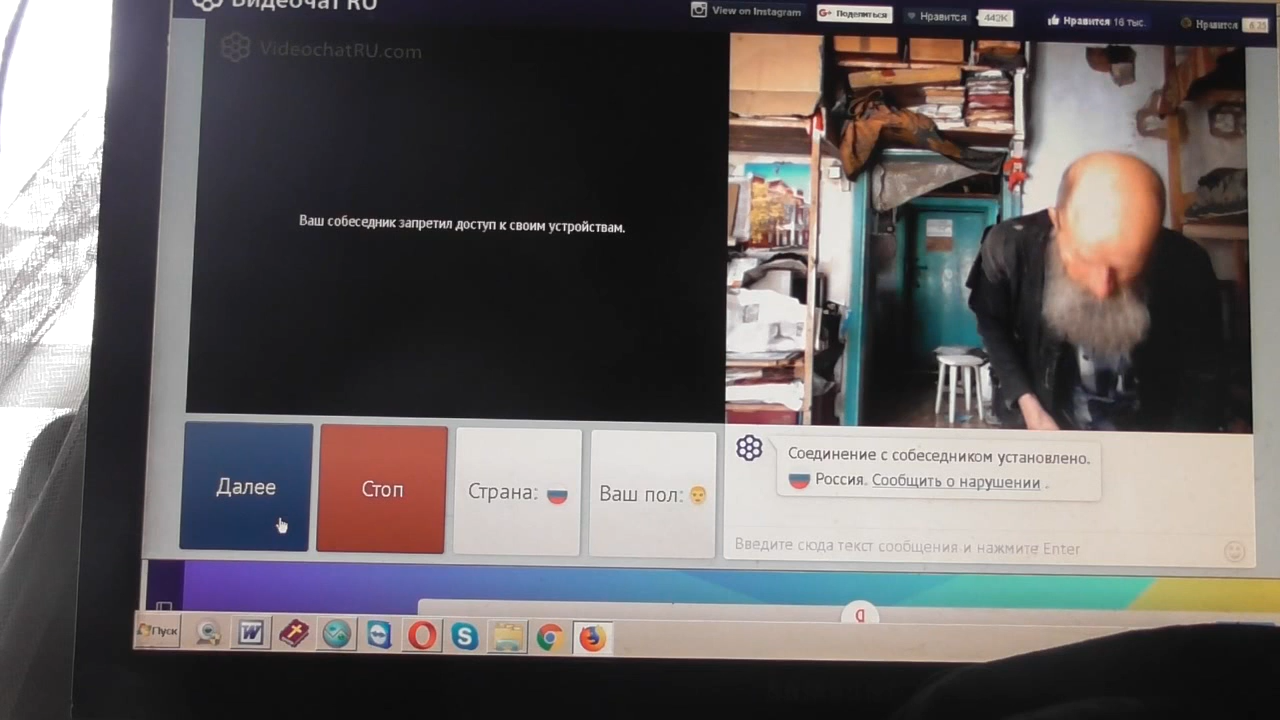 Видеочат RU
View on Instagram
Поделиться
Нравится
442K
Нравится 16 тыс.
Нравится
VideochatRU.com
Ваш собеседник запретил доступ к своим устройствам.
Далее
Стоп
Страна:
Ваш пол:
Соединение с собеседником установлено.
Россия. Сообщить о нарушении .
Введите сюда текст сообщения и нажмите Enter
Пуск